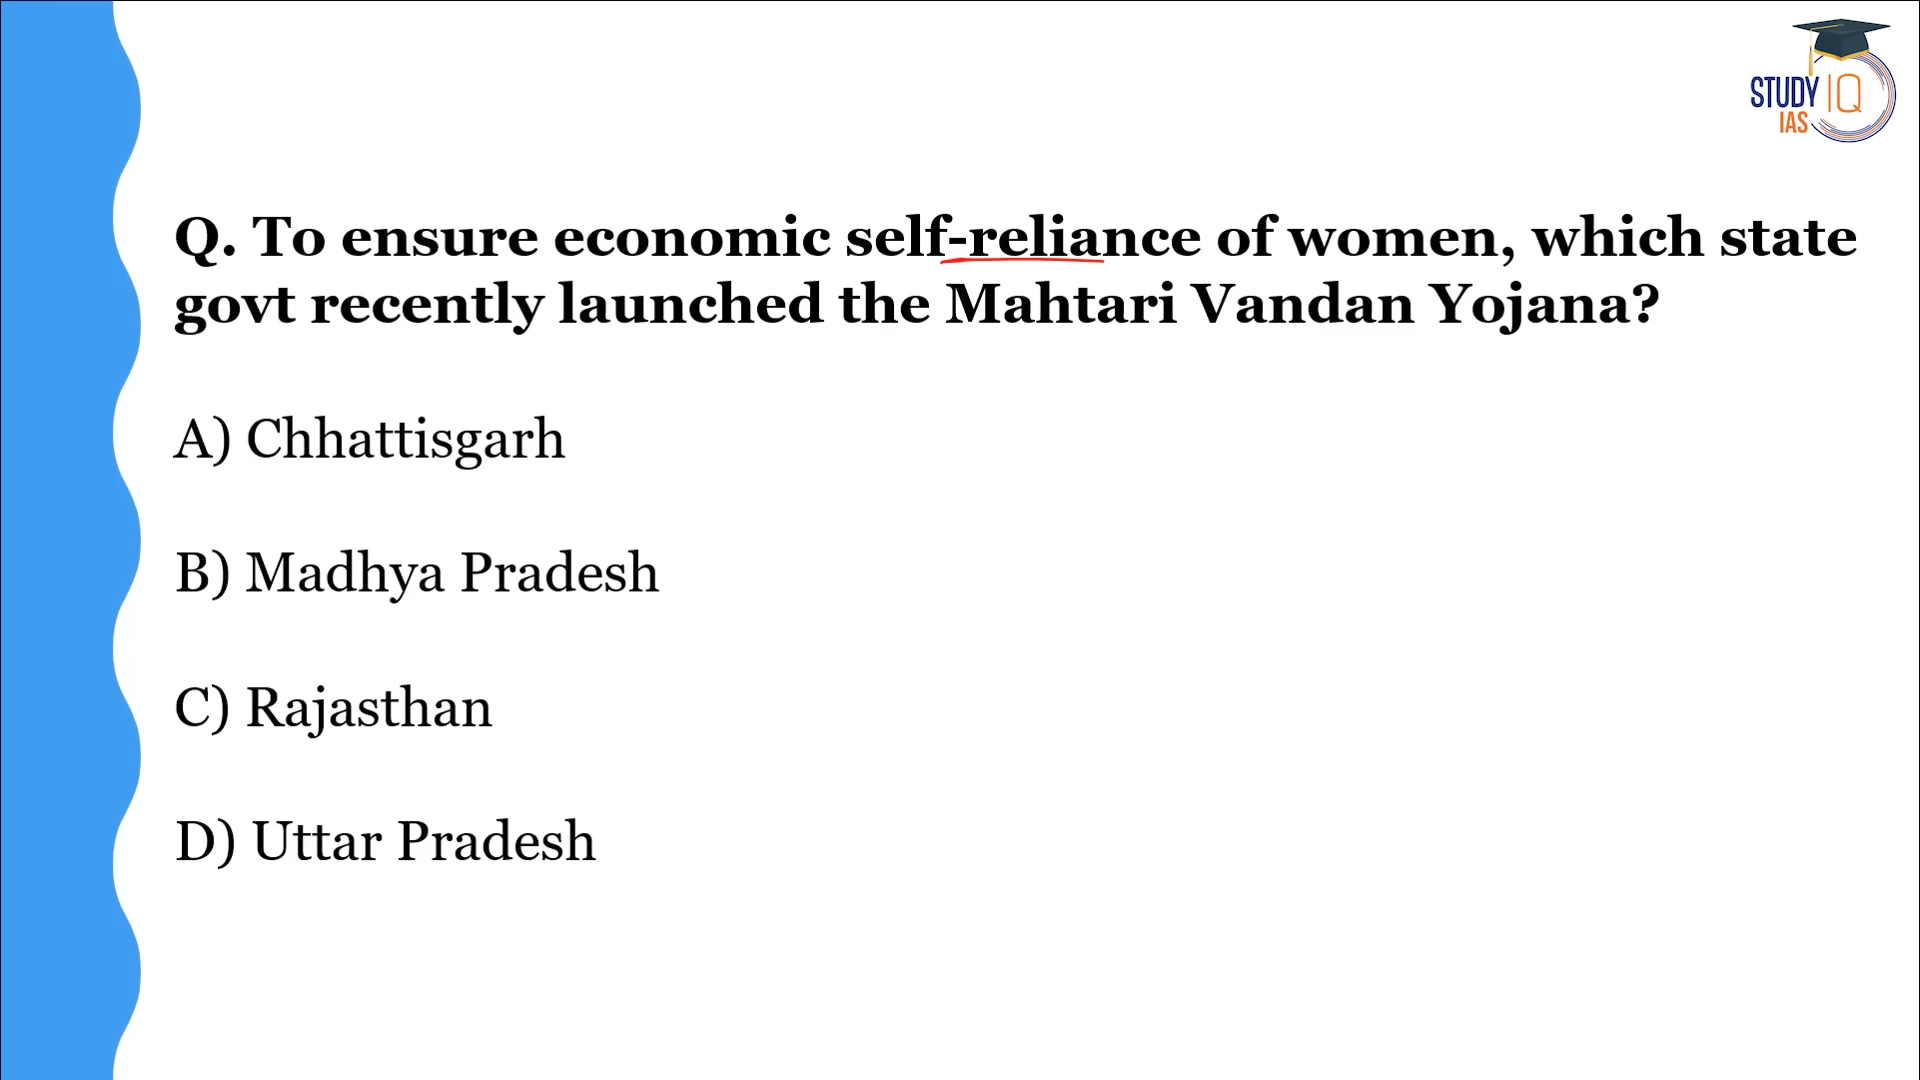 STUDY IQ
IAS
Q. To ensure economic self-reliance of women, which state
govt recently launched the Mahtari Vandan Yojana?
A) Chhattisgarh
B) Madhya Pradesh
C) Rajasthan
D) Uttar Pradesh